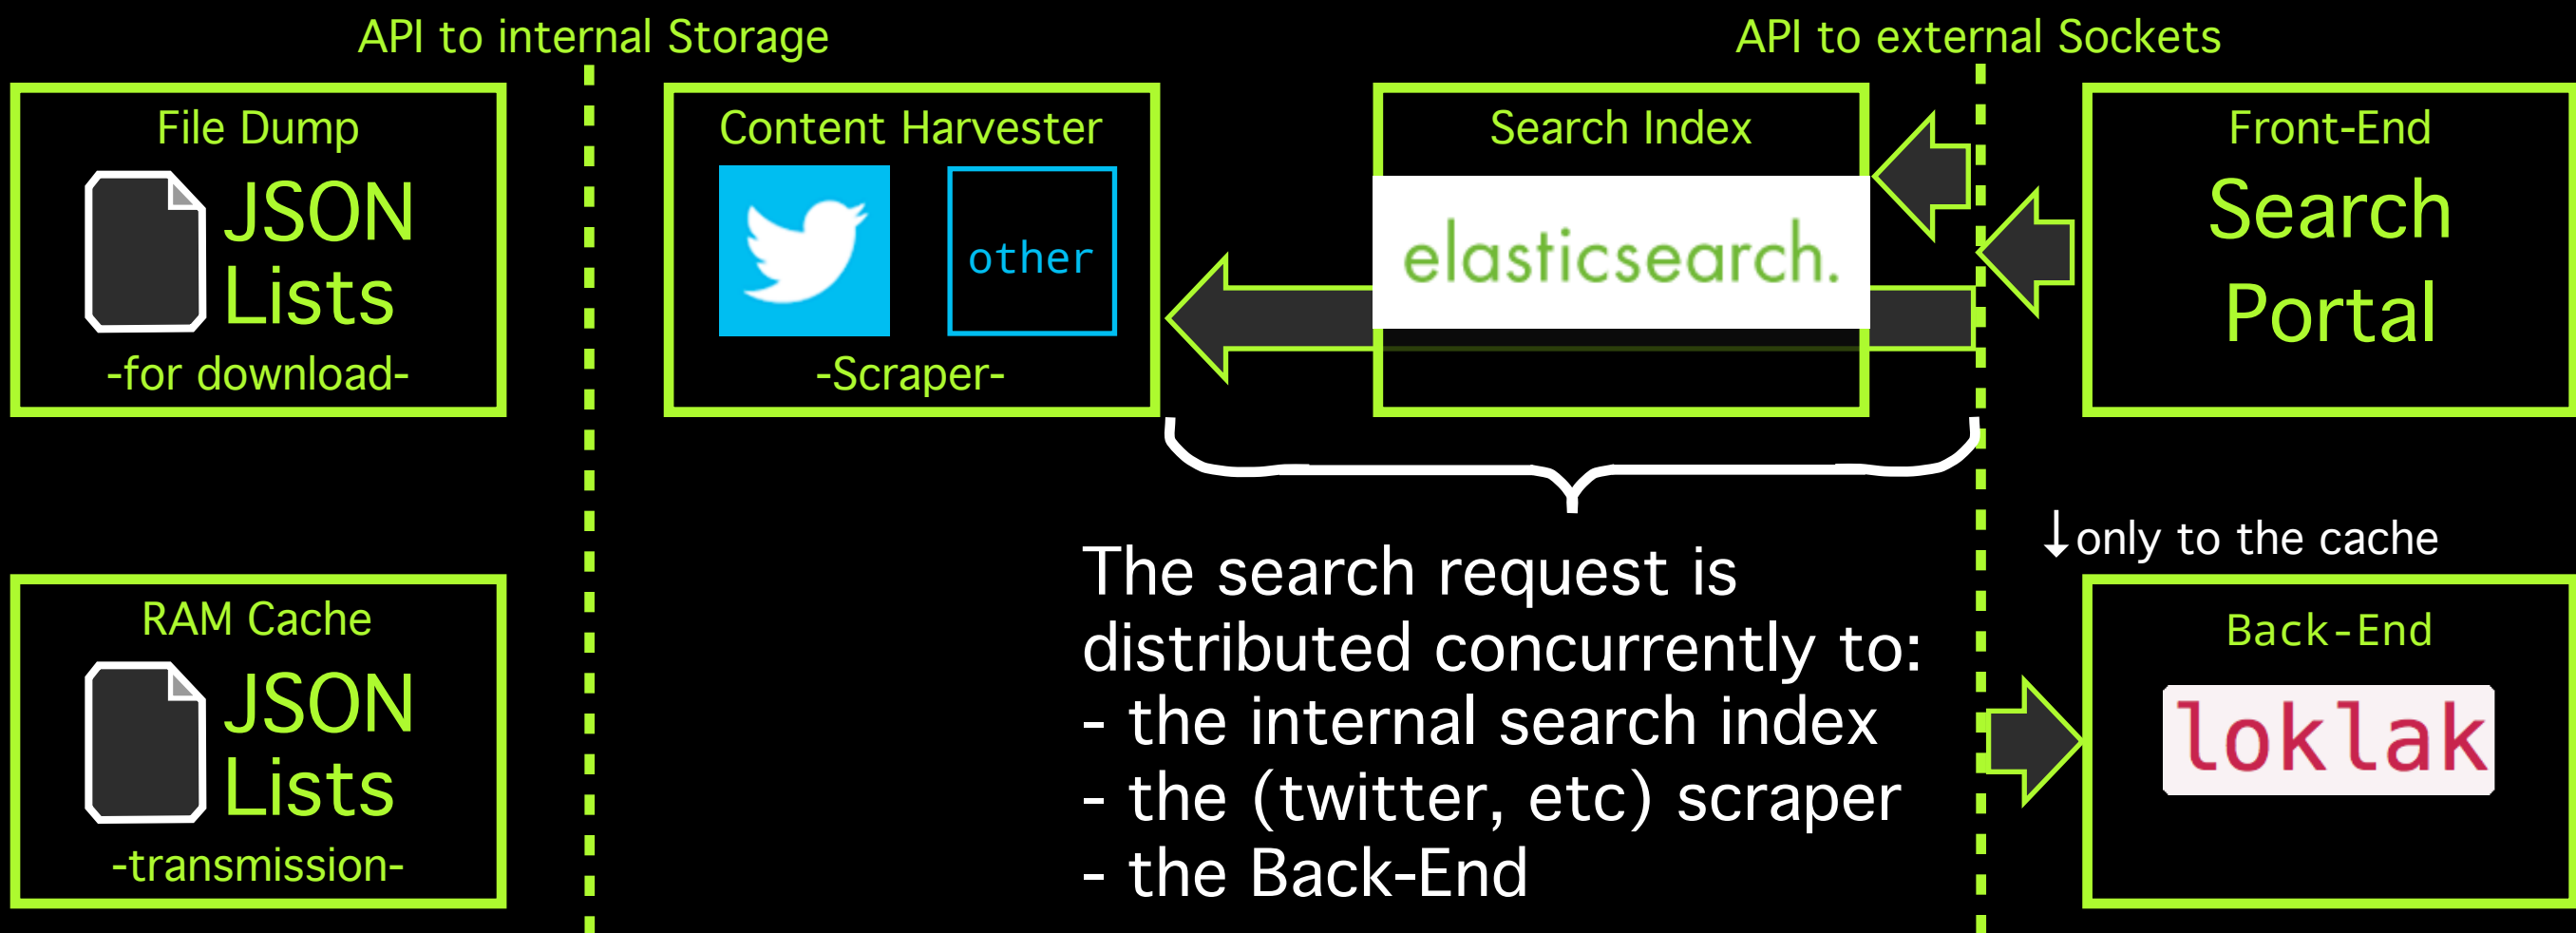 API to internal Storage
API to external Sockets
File Dump
JSON
Lists
-for download-
Content Harvester
other
-Scraper-
Search Index
elasticsearch.
Front-End
Search
Portal
RAM Cache
JSON
Lists
-transmission-
The search request is
distributed concurrently to:
- the internal search index
- the (twitter, etc) scraper
- the Back-End
↓only to the cache
Back-End
loklak